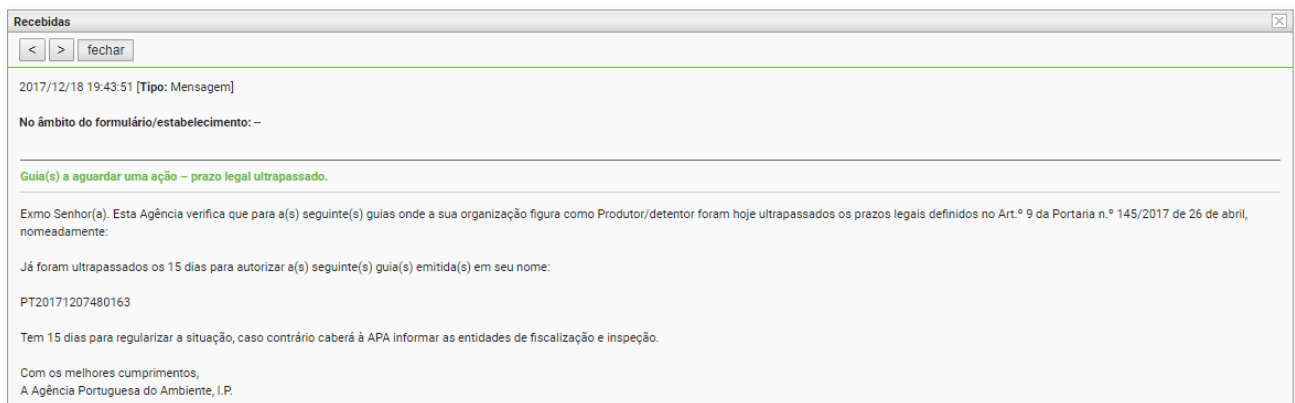 Recebidas
< > fechar
2017/12/18 19:43:51 [Tipo: Mensagem]
No âmbito do formulário/estabelecimento: --
Guia(s) a aguardar uma ação – prazo legal ultrapassado.
Exmo Senhor(a). Esta Agência verifica que para a(s) seguinte(s) guias onde a sua organização figura como Produtor/detentor foram hoje ultrapassados os prazos legais definidos no Art.º 9 da Portaria n.º 145/2017 de 26 de abril,
nomeadamente:
Já foram ultrapassados os 15 dias para autorizar a(s) seguinte(s) guia(s) emitida(s) em seu nome:
PT20171207480163
Tem 15 dias para regularizar a situação, caso contrário caberá à APA informar as entidades de fiscalização e inspeção.
Com os melhores cumprimentos,
A Agência Portuguesa do Ambiente, I.P.